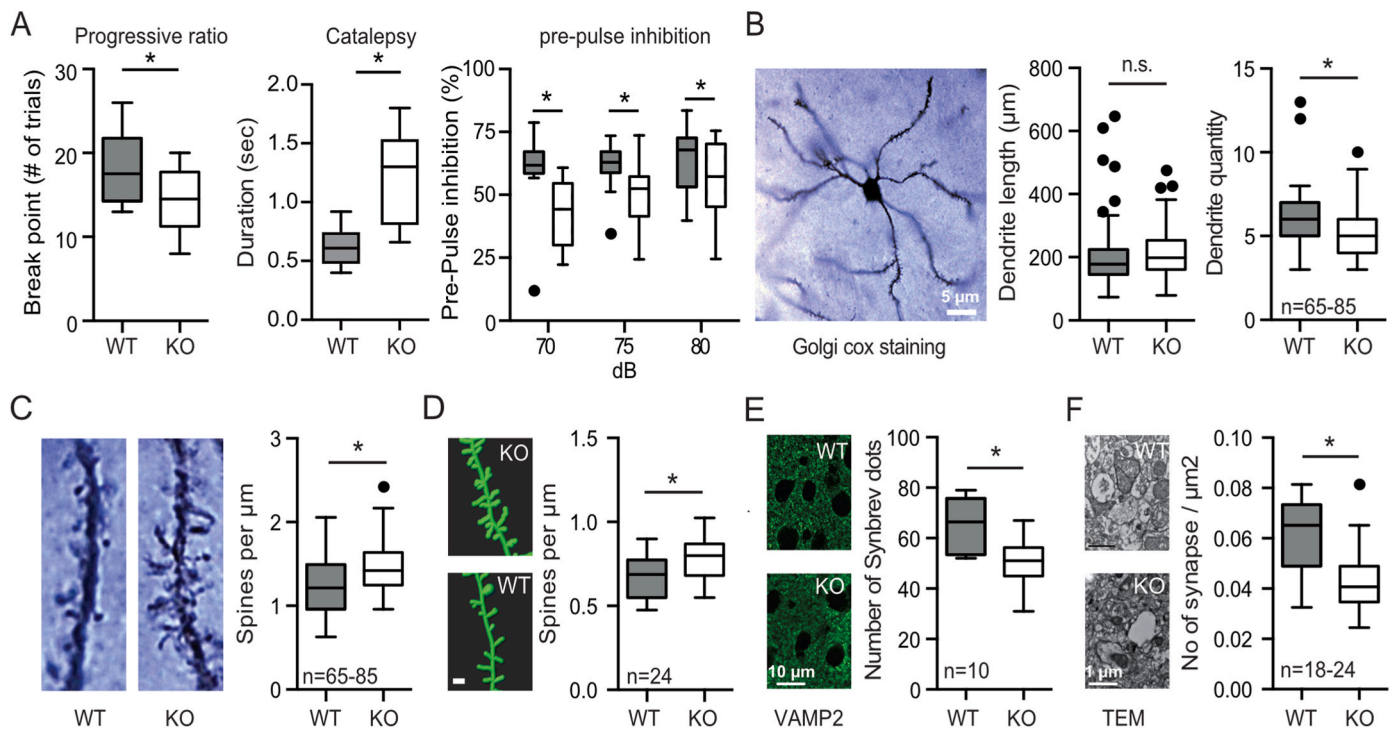 A
Progressive ratio
Break point (# of trials)
30
20
10
0
*
WT KO
Catalepsy
Duration (sec)
2.0
1.5
1.0
0.5
0.0
*
WT KO
pre-pulse inhibition
Pre-Pulse inhibition (%)
100
75
50
25
0
* * *
70 75 80
dB
B
5 µm
Golgi cox staining
Dendrite length (µm)
800
600
400
200
0
n.s.
WT KO
Dendrite quantity
15
10
5
0
*
n=65-85
WT KO
C
WT KO
Spines per µm
3
2
1
0
*
n=65-85
WT KO
D
KO
WT
Spines per µm
1.5
1.0
0.5
0.0
*
n=24
WT KO
E
WT
KO
10 µm
VAMP2
Number of Synbrev dots
100
80
60
40
20
0
*
n=10
WT KO
F
WT
KO
1 µm
TEM
No of synapse / µm2
0.10
0.08
0.06
0.04
0.02
0.00
*
n=18-24
WT KO